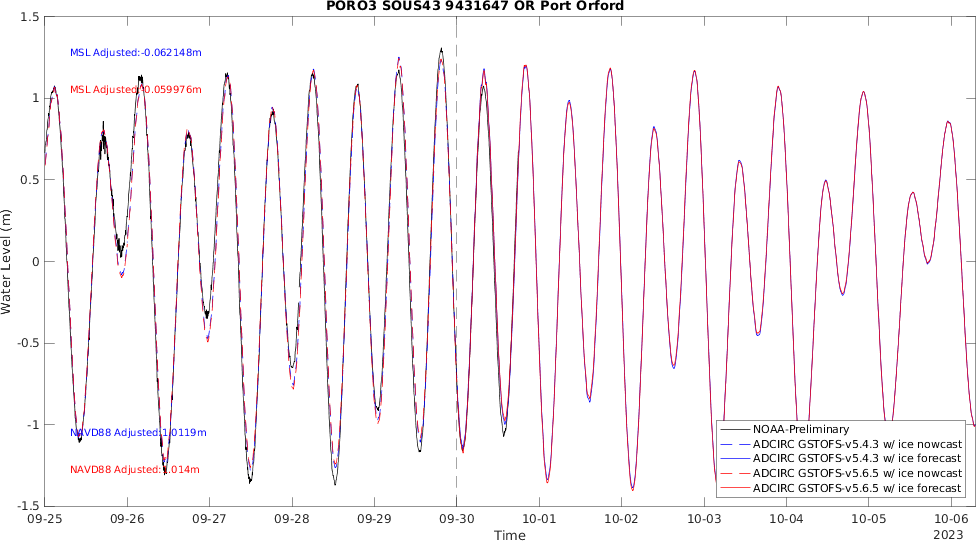 PORO3 SOUS43 9431647 OR Port Orford
Water Level (m)
1.5
1
0.5
0
-0.5
-1
-1.5
MSL Adjusted:-0.062148m
MSL Adjusted:-0.059976m
NAVD88 Adjusted:1.0119m
NAVD88 Adjusted:1.014m
NOAA-Preliminary
ADCIRC GSTOFS-v5.4.3 w/ ice nowcast
ADCIRC GSTOFS-v5.4.3 w/ ice forecast
ADCIRC GSTOFS-v5.6.5 w/ ice nowcast
ADCIRC GSTOFS-v5.6.5 w/ ice forecast
09-25 09-26 09-27 09-28 09-29 09-30 10-01 10-02 10-03 10-04 10-05 10-06
Time
2023